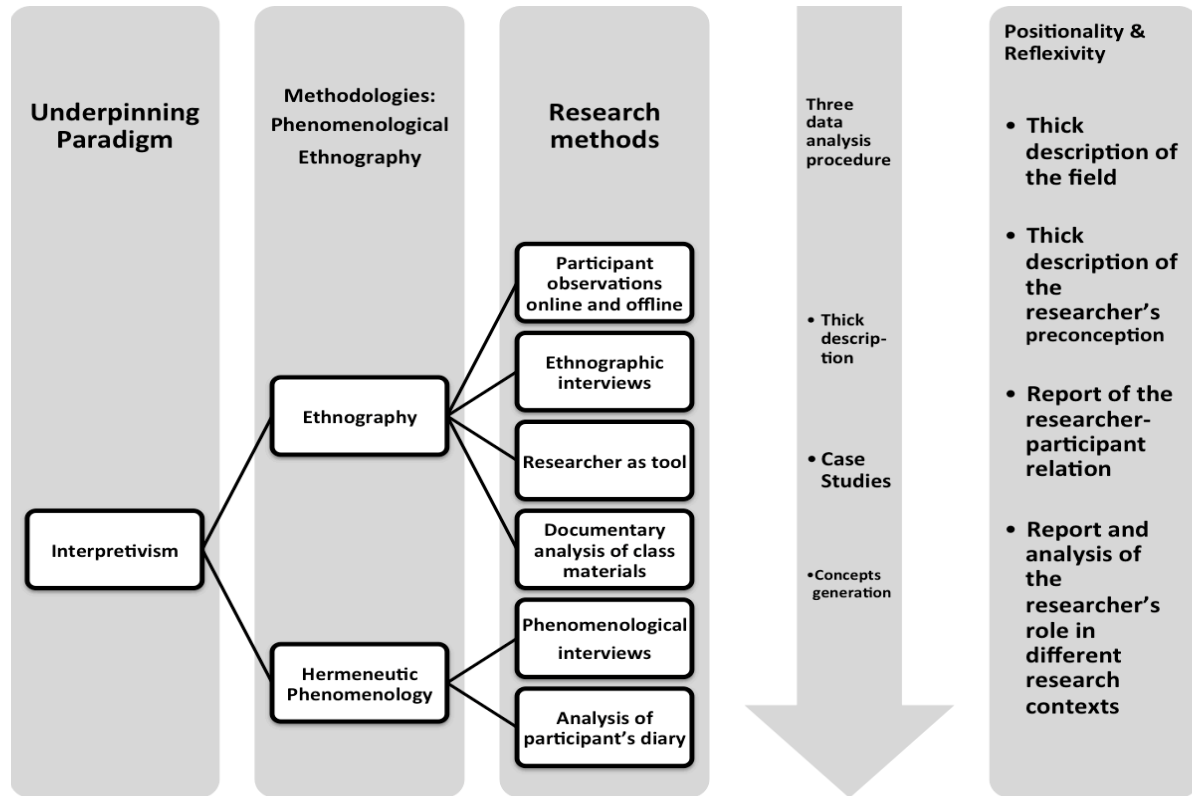 Underpinning
Paradigm
Interpretivism
Methodologies:
Phenomenological
Ethnography
Ethnography
Hermeneutic
Phenomenology
Research
methods
Participant
observations
online and offline
Ethnographic
interviews
Researcher as tool
Documentary
analysis of class
materials
Phenomenological
interviews
Analysis of
participant's diary
Three
data
analysis
procedure
• Thick
descrip-
tion
• Case
Studies
•Concepts
generation
Positionality &
Reflexivity
• Thick
description of
the field
• Thick
description of
the
researcher's
preconception
• Report of the
researcher-
participant
relation
• Report and
analysis of
the
researcher's
role in
different
research
contexts